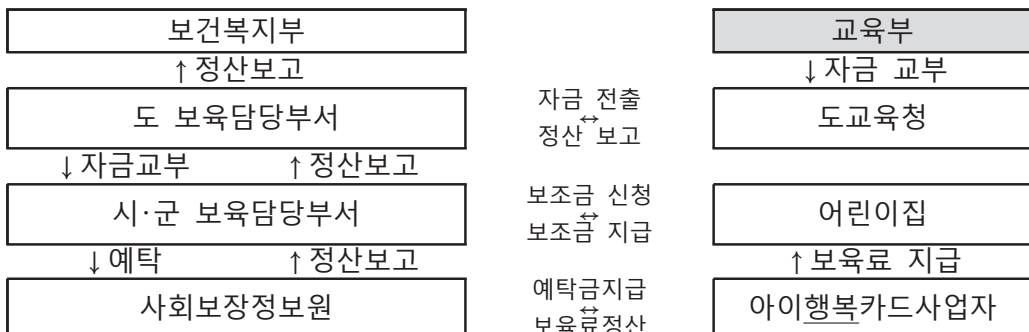 보건복지부 교육부
↑정산보고 ↓자금 교부
도 보육담당부서 자금 전출 ↔ 정산 보고 도교육청
↓자금교부 ↑정산보고
시·군 보육담당부서 보조금 신청 ↔ 보조금 지급 어린이집
↓예탁 ↑정산보고 ↑보육료 지급
사회보장정보원 예탁금지급 ↔ 보육료정산 아이행복카드사업자